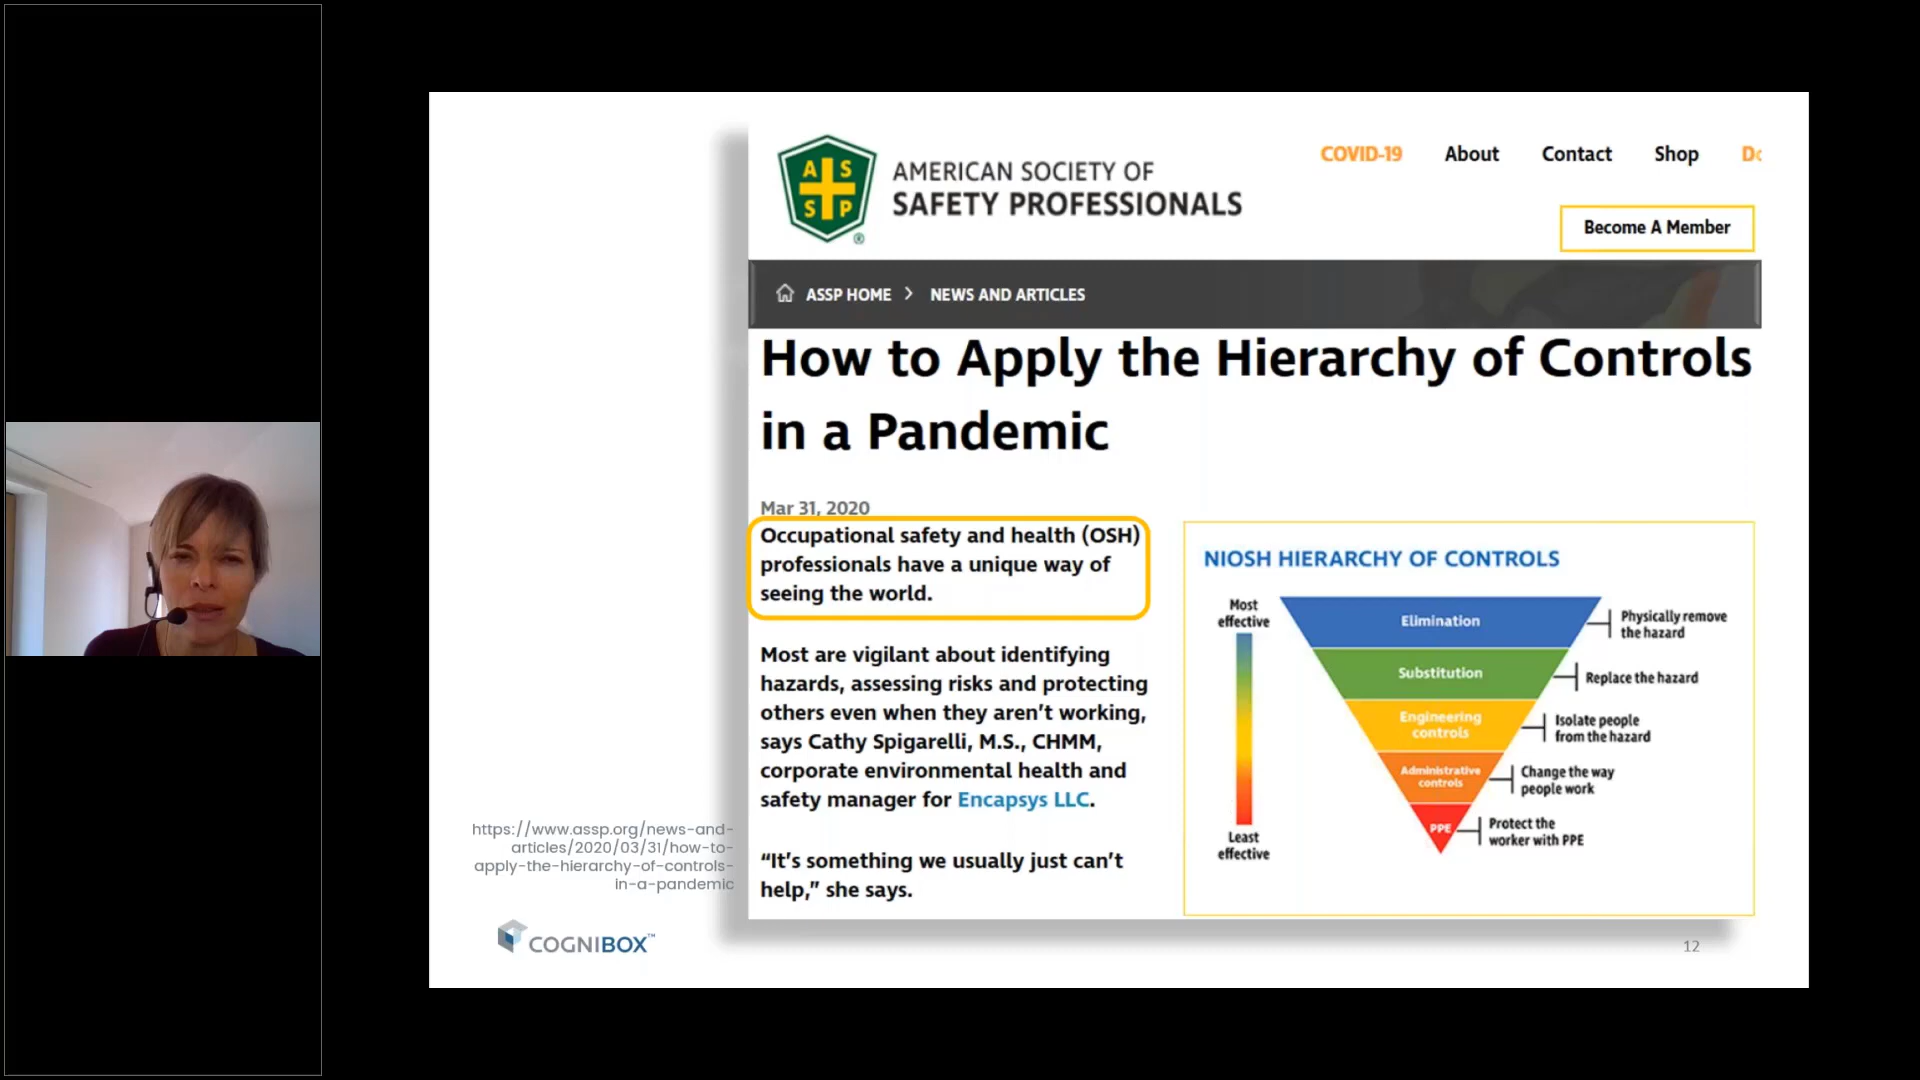 A S
S P
®
AMERICAN SOCIETY OF
SAFETY PROFESSIONALS
COVID-19 About Contact Shop
Become A Member
ASSP HOME > NEWS AND ARTICLES
How to Apply the Hierarchy of Controls
in a Pandemic
Mar 31, 2020
Occupational safety and health (OSH)
professionals have a unique way of
seeing the world.
Most are vigilant about identifying
hazards, assessing risks and protecting
others even when they aren’t working,
says Cathy Spigarelli, M.S., CHMM,
corporate environmental health and
safety manager for Encapsys LLC.
“It’s something we usually just can’t
help,” she says.
NIOSH HIERARCHY OF CONTROLS
Most
effective
Elimination
Physically remove
the hazard
Substitution
Replace the hazard
Engineering
controls
Isolate people
from the hazard
Administrative
controls
Change the way
people work
PPE
Protect the
worker with PPE
Least
effective
https://www.assp.org/news-and-
articles/2020/03/31/how-to-
apply-the-hierarchy-of-controls-
in-a-pandemic
COGNIBOX™
12